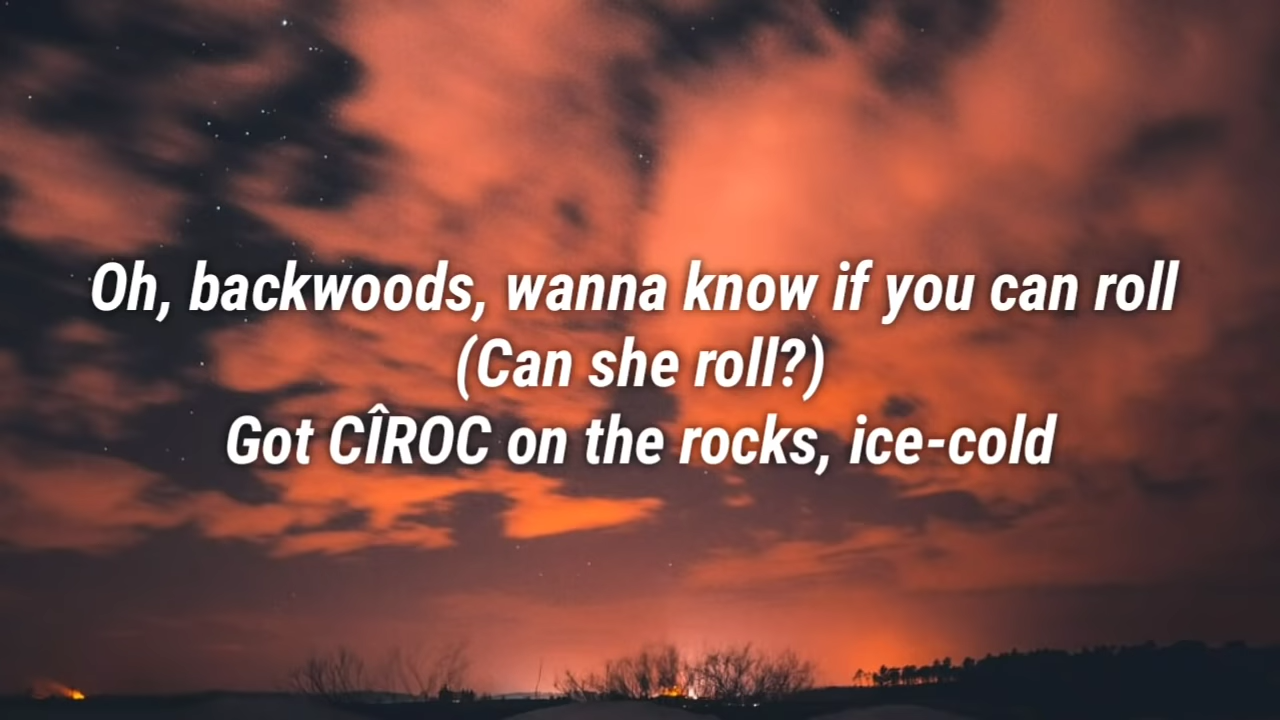 Oh, backwoods, wanna know if you can roll
(Can she roll?)
Got CÎROC on the rocks, ice-cold